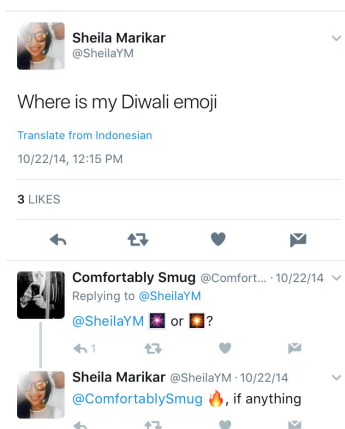 Sheila Marikar
@SheilaYM
Where is my Diwali emoji
Translate from Indonesian
10/22/14, 12:15 PM
3 LIKES
Comfortably Smug @Comfort... · 10/22/14
Replying to @SheilaYM
@SheilaYM 🎆 or 💥?
1
Sheila Marikar @SheilaYM · 10/22/14
@ComfortablySmug 🔥, if anything